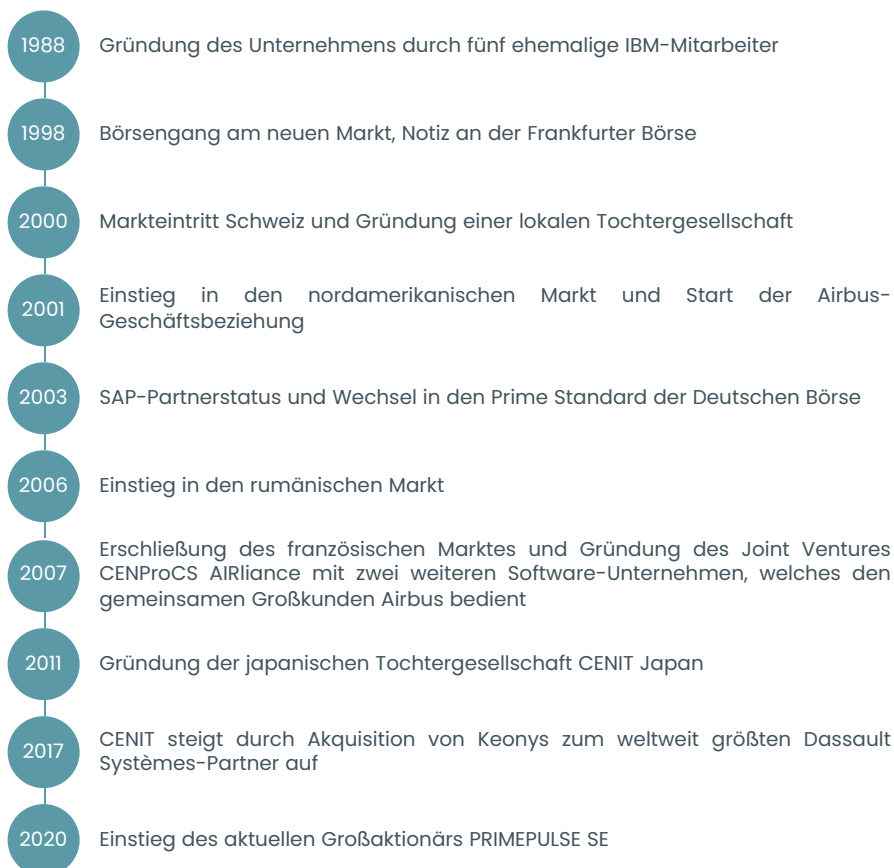 1988
Gründung des Unternehmens durch fünf ehemalige IBM-Mitarbeiter
1998
Börsengang am neuen Markt, Notiz an der Frankfurter Börse
2000
Markteintritt Schweiz und Gründung einer lokalen Tochtergesellschaft
2001
Einstieg in den nordamerikanischen Markt und Start der Airbus-
Geschäftsbeziehung
2003
SAP-Partnerstatus und Wechsel in den Prime Standard der Deutschen Börse
2006
Einstieg in den rumänischen Markt
2007
Erschließung des französischen Marktes und Gründung des Joint Ventures
CENProCS AIRliance mit zwei weiteren Software-Unternehmen, welches den
gemeinsamen Großkunden Airbus bedient
2011
Gründung der japanischen Tochtergesellschaft CENIT Japan
2017
CENIT steigt durch Akquisition von Keonys zum weltweit größten Dassault
Systèmes-Partner auf
2020
Einstieg des aktuellen Großaktionärs PRIMEPULSE SE